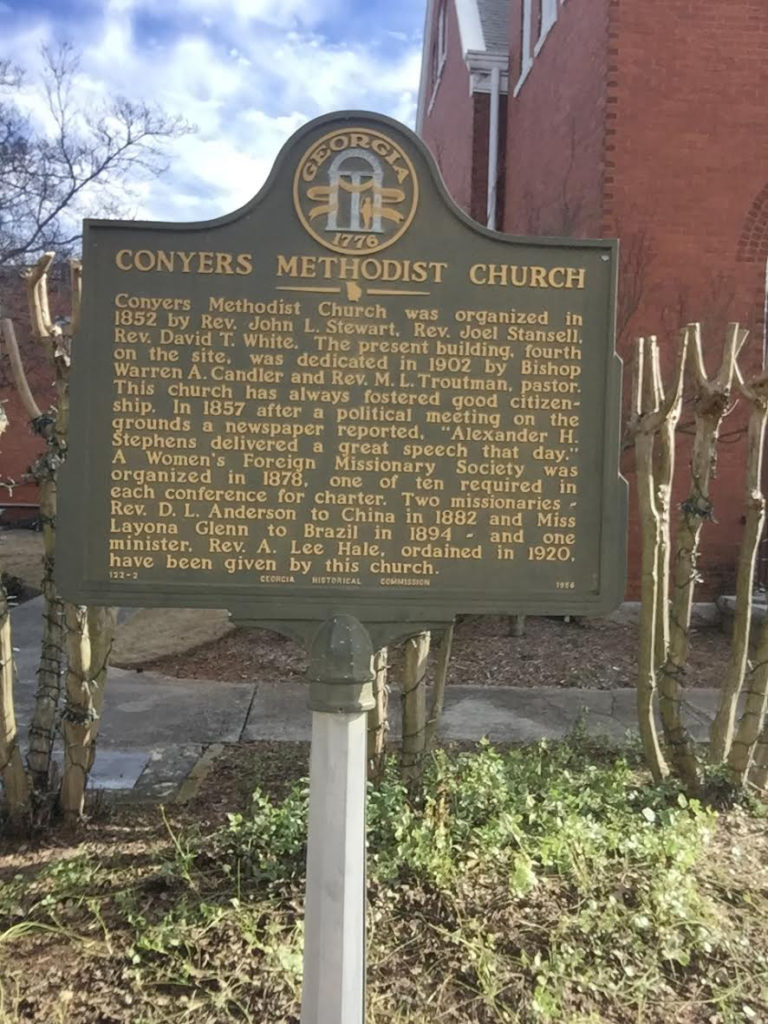 GEORGIA
1776
CONYERS METHODIST CHURCH
Conyers Methodist Church was organized in
1852 by Rev. John L. Stewart, Rev. Joel Stansell,
Rev. David T. White. The present building, fourth
on the site, was dedicated in 1902 by Bishop
Warren A. Candler and Rev. M. L. Troutman, pastor.
This church has always fostered good citizen-
ship. In 1857 after a political meeting on the
grounds a newspaper reported, "Alexander H.
Stephens delivered a great speech that day."
A Women's Foreign Missionary Society was
organized in 1878, one of ten required in
each conference for charter. Two missionaries -
Rev. D. L. Anderson to China in 1882 and Miss
Layona Glenn to Brazil in 1894 - and one
minister, Rev. A. Lee Hale, ordained in 1920,
have been given by this church.
122-2 GEORGIA HISTORICAL COMMISSION 1956